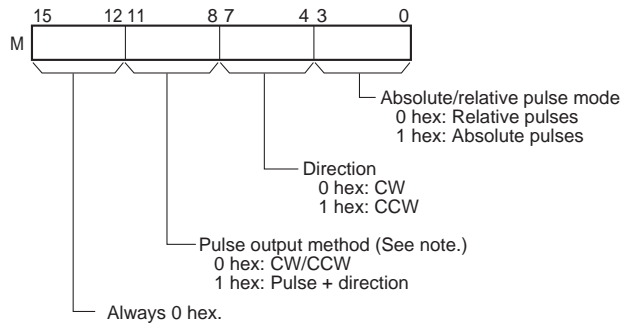 15 12 11 8 7 4 3 0
M
Absolute/relative pulse mode
0 hex: Relative pulses
1 hex: Absolute pulses
Direction
0 hex: CW
1 hex: CCW
Pulse output method (See note.)
0 hex: CW/CCW
1 hex: Pulse + direction
Always 0 hex.